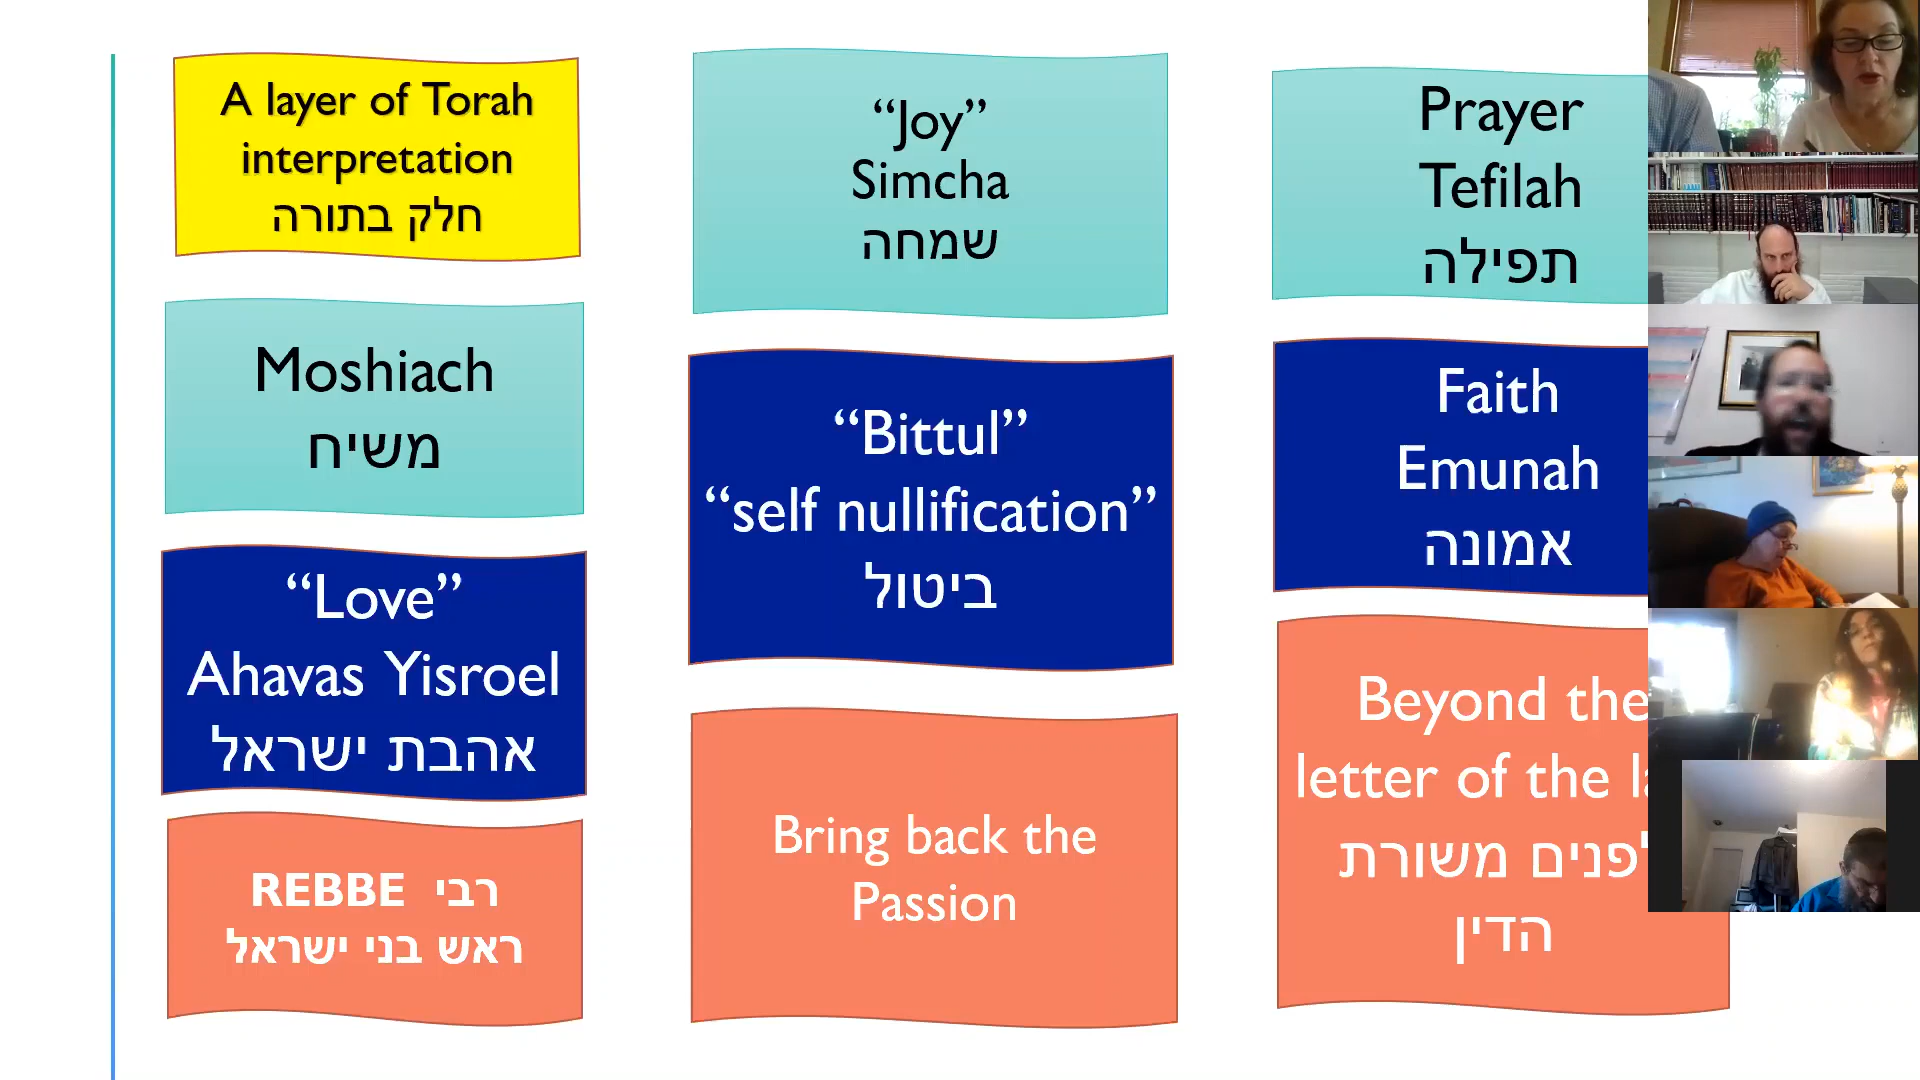 A layer of Torah
interpretation
חלק בתורה
Moshiach
משיח
“Love”
Ahavas Yisroel
אהבת ישראל
REBBE רבי
ראש בני ישראל
“Joy”
Simcha
שמחה
“Bittul”
“self nullification”
ביטול
Bring back the
Passion
Prayer
Tefilah
תפילה
Faith
Emunah
אמונה
Beyond the
letter of the
משורת
הדין